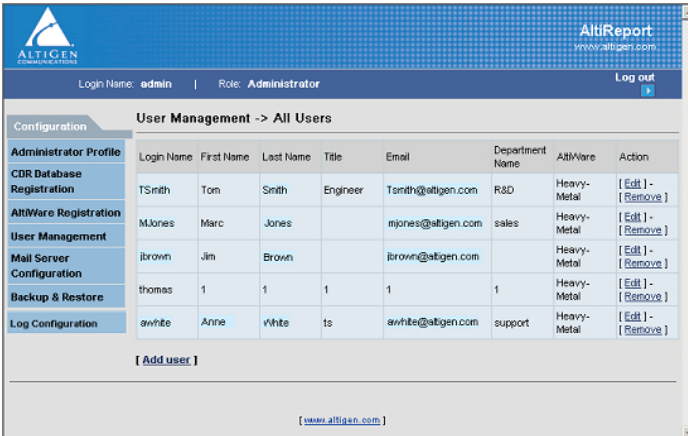 ALTIGEN
COMMUNICATIONS
AltiReport
www.altigen.com
Login Name: admin | Role: Administrator
Log out
Configuration
Administrator Profile
CDR Database
Registration
AltiWare Registration
User Management
Mail Server
Configuration
Backup & Restore
Log Configuration
User Management -> All Users
Login Name First Name Last Name Title Email Department Name AltiWare Action
TSmith Tom Smith Engineer Tsmith@altigen.com R&D Heavy-Metal [ Edit ] - [ Remove ]
MJones Marc Jones mjones@altigen.com sales Heavy-Metal [ Edit ] - [ Remove ]
jbrown Jim Brown jbrown@altigen.com Heavy-Metal [ Edit ] - [ Remove ]
thomas 1 1 1 1 1 Heavy-Metal [ Edit ] - [ Remove ]
awhite Anne White ts awhite@altigen.com support Heavy-Metal [ Edit ] - [ Remove ]
[ Add user ]
[ www.altigen.com ]